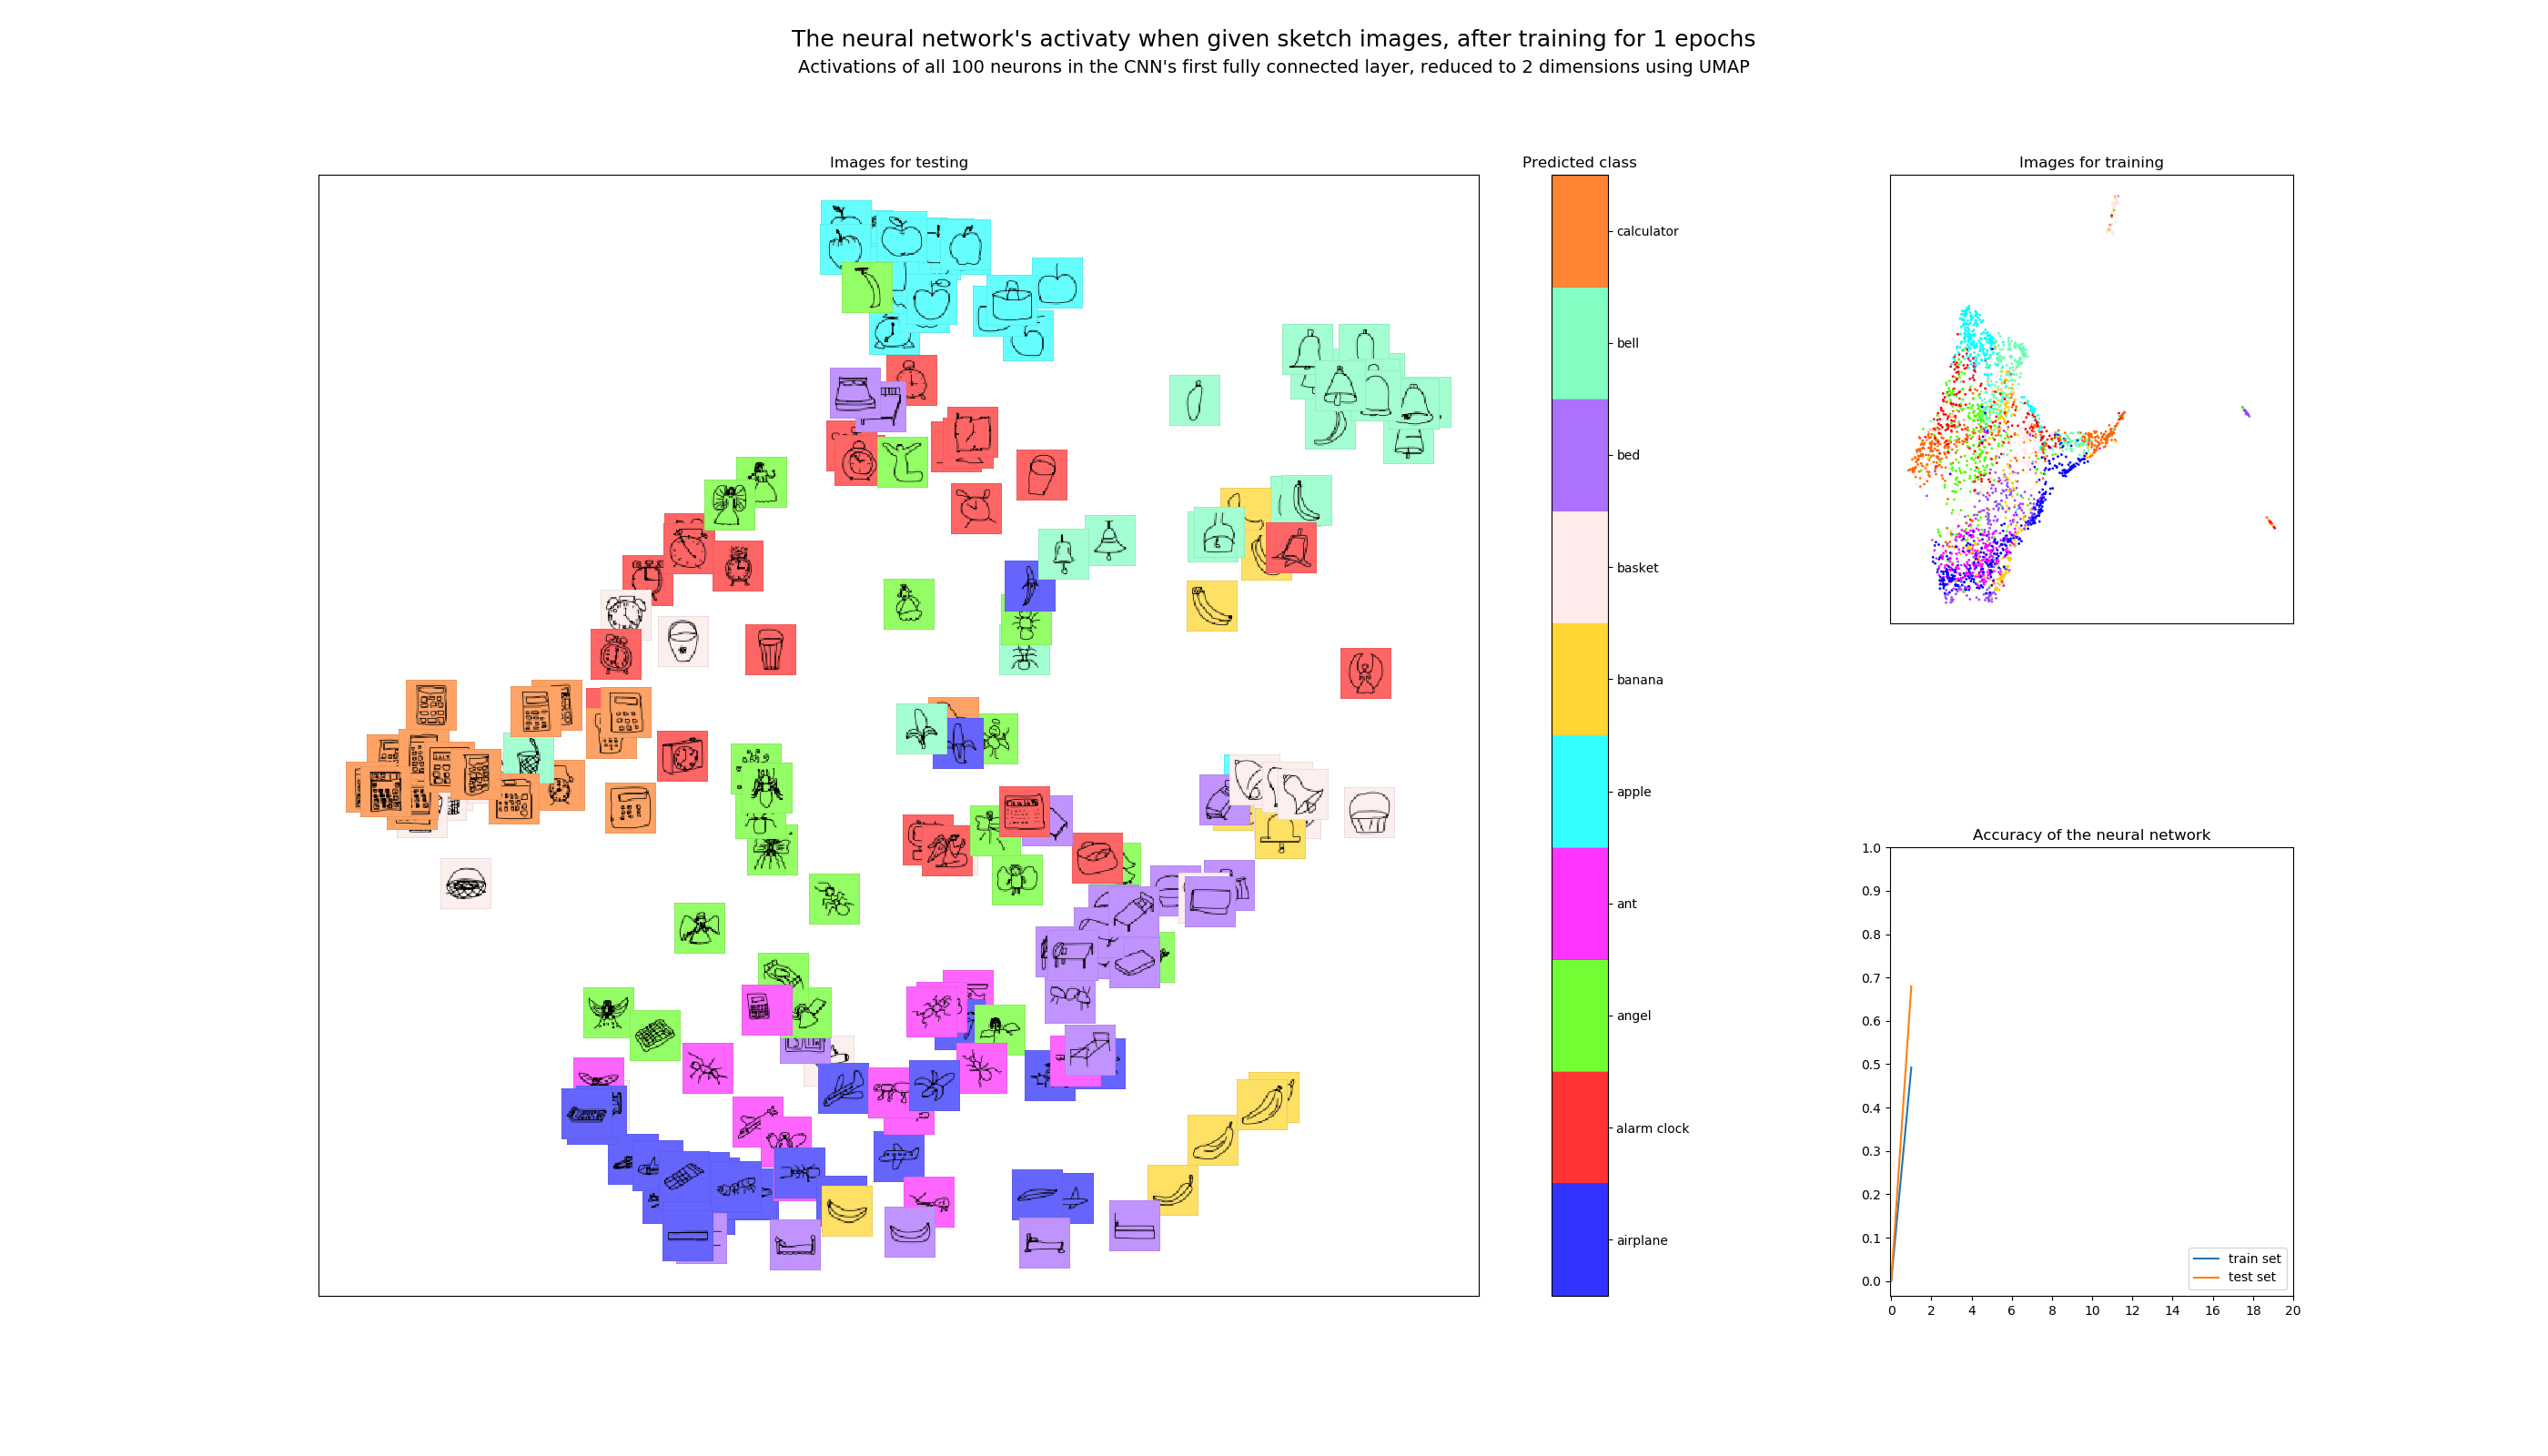 The neural network's activaty when given sketch images, after training for 1 epochs
Activations of all 100 neurons in the CNN's first fully connected layer, reduced to 2 dimensions using UMAP
Images for testing
Predicted class
calculator
bell
bed
basket
banana
apple
ant
angel
alarm clock
airplane
Images for training
Accuracy of the neural network
1.0
0.9
0.8
0.7
0.6
0.5
0.4
0.3
0.2
0.1
0.0
train set
test set
0 2 4 6 8 10 12 14 16 18 20